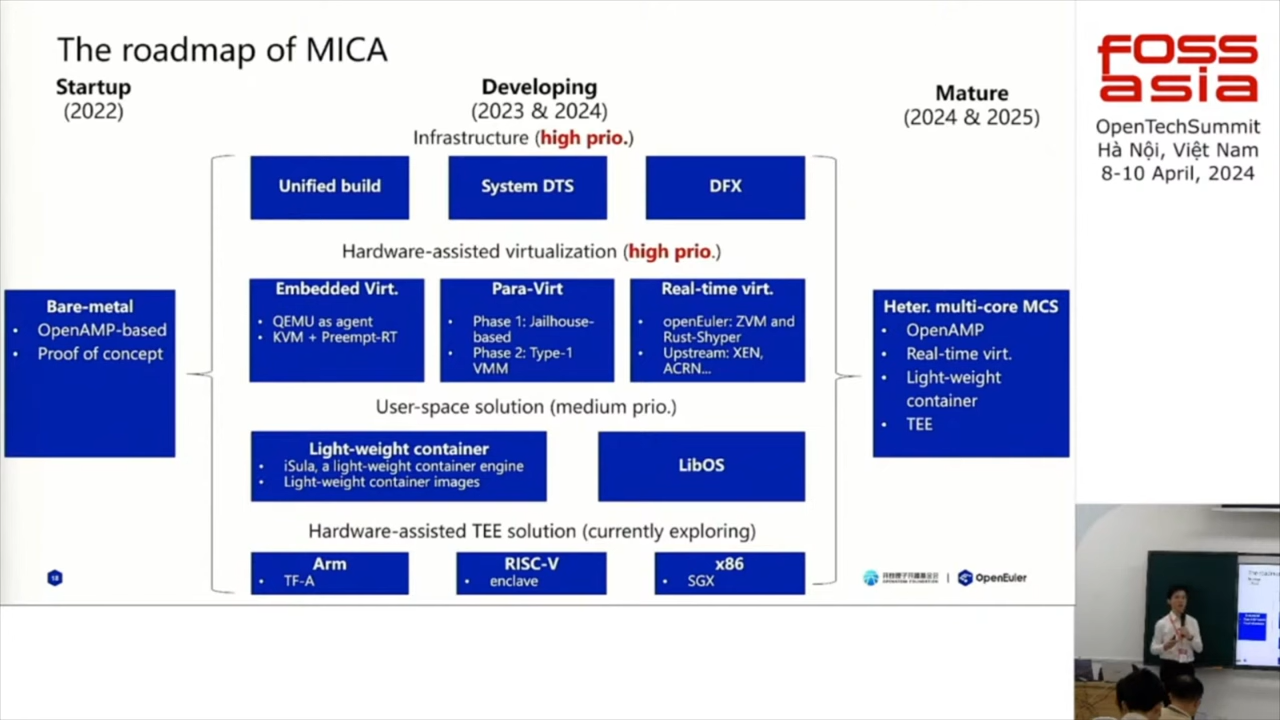 The roadmap of MICA
Startup
(2022)
Developing
(2023 & 2024)
Mature
(2024 & 2025)
Infrastructure (high prio.)
Unified build
System DTS
DFX
Hardware-assisted virtualization (high prio.)
Bare-metal
• OpenAMP-based
• Proof of concept
Embedded Virt.
• QEMU as agent
• KVM + Preempt-RT
Para-Virt
• Phase 1: Jailhouse-
based
• Phase 2: Type-1
VMM
Real-time virt.
• openEuler: ZVM and
Rust-Shyper
• Upstream: XEN,
ACRN...
User-space solution (medium prio.)
Light-weight container
• iSula, a light-weight container engine
• Light-weight container images
LibOS
Hardware-assisted TEE solution (currently exploring)
Arm
• TF-A
RISC-V
• enclave
x86
• SGX
Heter. multi-core MCS
• OpenAMP
• Real-time virt.
• Light-weight
container
• TEE
18
OpenEuler
FOSS
asia
OpenTechSummit
Hà Nội, Việt Nam
8-10 April, 2024